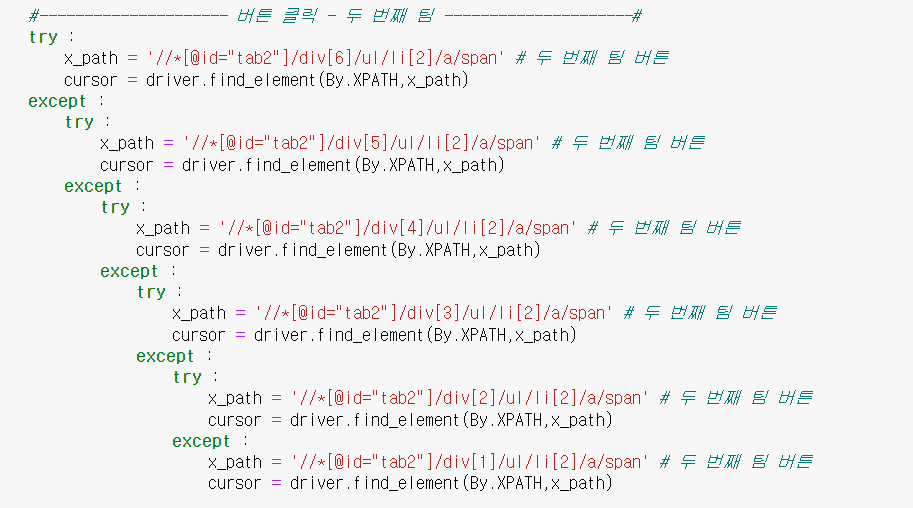 #--------------------- 버튼 클릭 - 두 번째 팀 ---------------------#
try :
    x_path = '//*[@id="tab2"]/div[6]/ul/li[2]/a/span' # 두 번째 팀 버튼
    cursor = driver.find_element(By.XPATH,x_path)
except :
    try :
        x_path = '//*[@id="tab2"]/div[5]/ul/li[2]/a/span' # 두 번째 팀 버튼
        cursor = driver.find_element(By.XPATH,x_path)
    except :
        try :
            x_path = '//*[@id="tab2"]/div[4]/ul/li[2]/a/span' # 두 번째 팀 버튼
            cursor = driver.find_element(By.XPATH,x_path)
        except :
            try :
                x_path = '//*[@id="tab2"]/div[3]/ul/li[2]/a/span' # 두 번째 팀 버튼
                cursor = driver.find_element(By.XPATH,x_path)
            except :
                try :
                    x_path = '//*[@id="tab2"]/div[2]/ul/li[2]/a/span' # 두 번째 팀 버튼
                    cursor = driver.find_element(By.XPATH,x_path)
                except :
                    x_path = '//*[@id="tab2"]/div[1]/ul/li[2]/a/span' # 두 번째 팀 버튼
                    cursor = driver.find_element(By.XPATH,x_path)